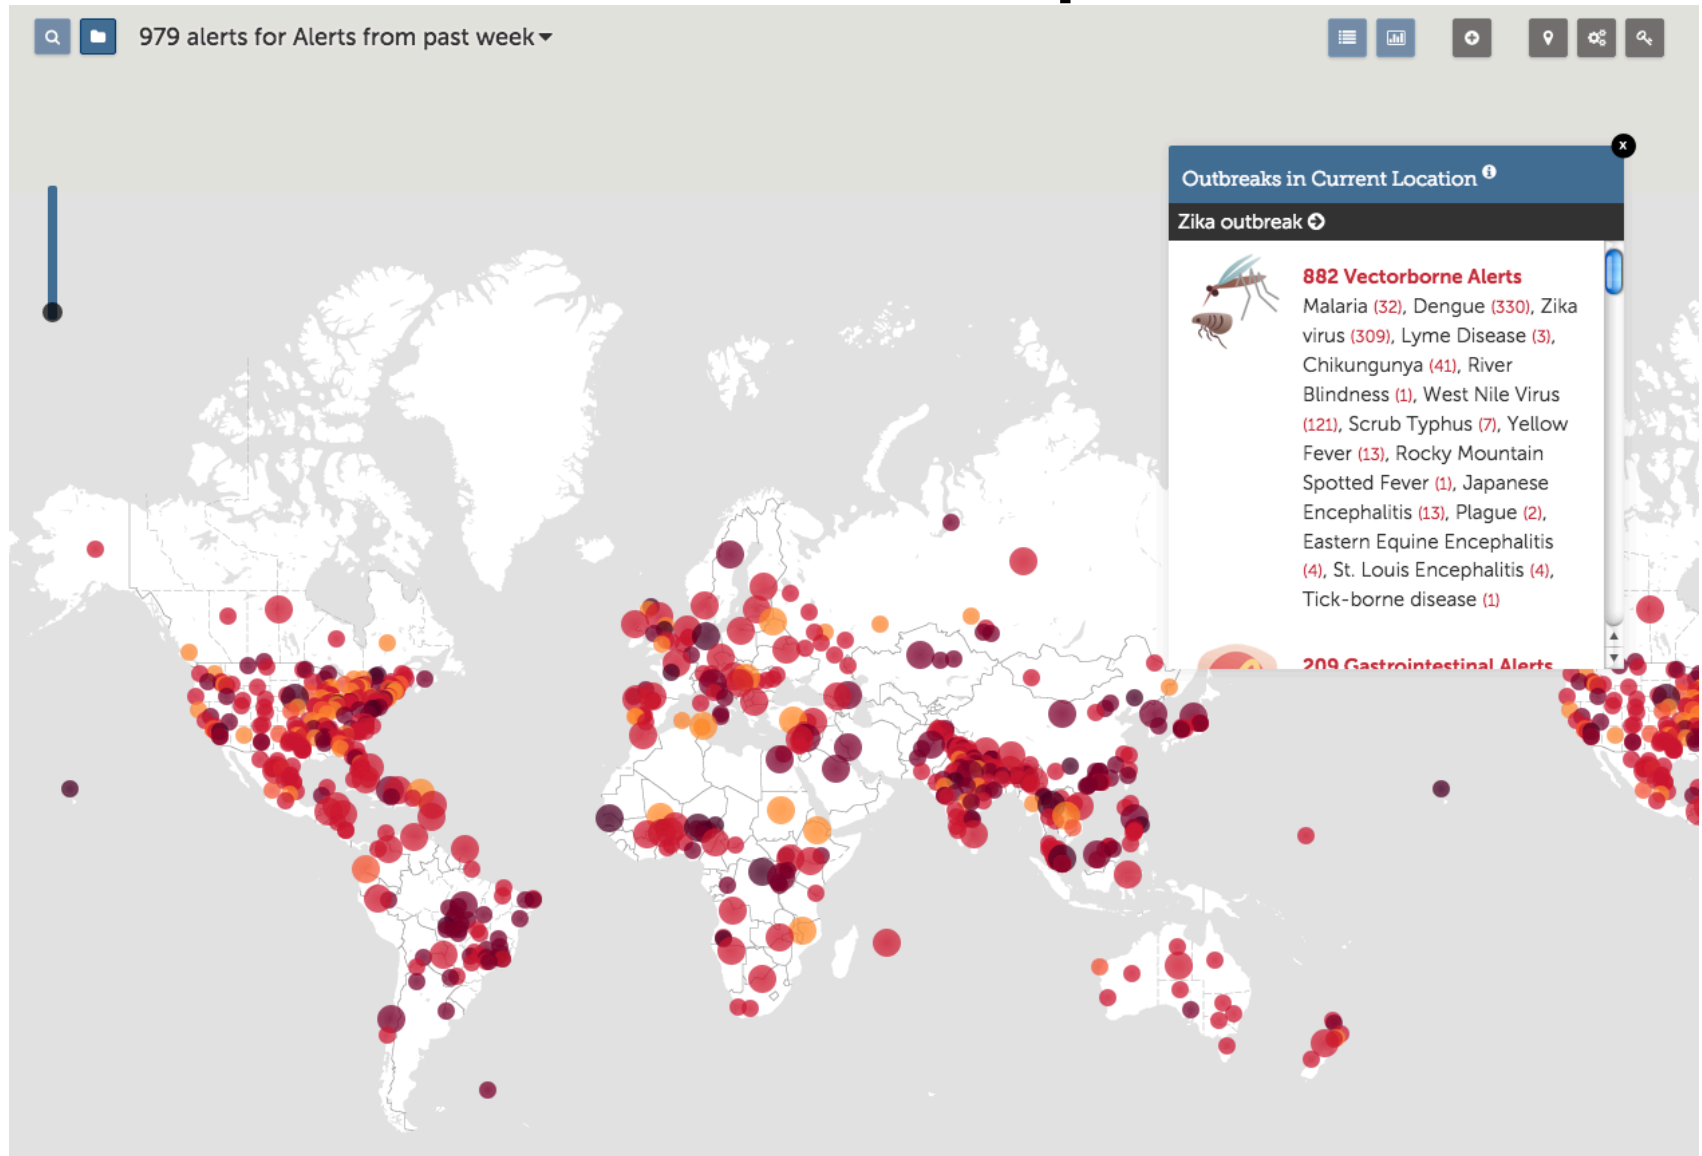 979 alerts for Alerts from past week
Outbreaks in Current Location
Zika outbreak
882 Vectorborne Alerts
Malaria (32), Dengue (330), Zika
virus (309), Lyme Disease (3),
Chikungunya (41), River
Blindness (1), West Nile Virus
(121), Scrub Typhus (7), Yellow
Fever (13), Rocky Mountain
Spotted Fever (1), Japanese
Encephalitis (13), Plague (2),
Eastern Equine Encephalitis
(4), St. Louis Encephalitis (4),
Tick-borne disease (1)
209 Gastrointestinal Alerts